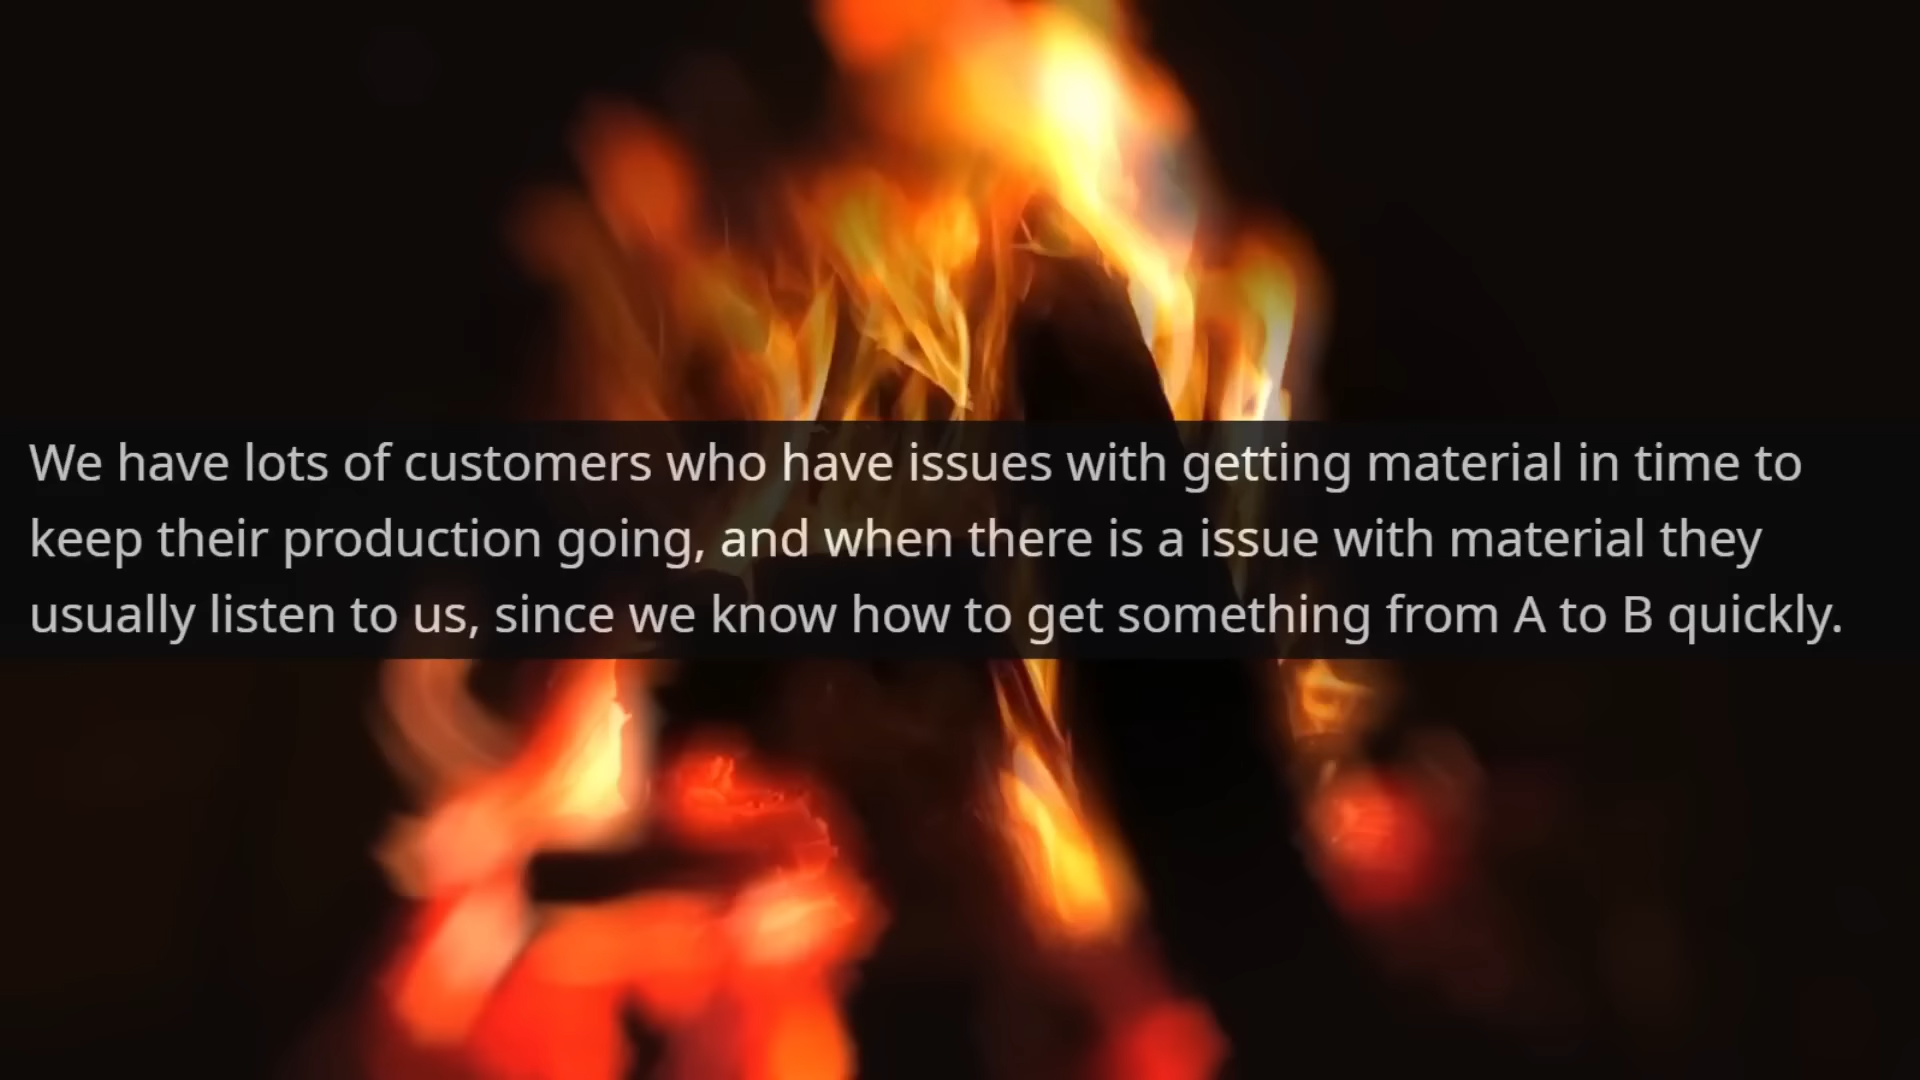 We have lots of customers who have issues with getting material in time to
keep their production going, and when there is a issue with material they
usually listen to us, since we know how to get something from A to B quickly.